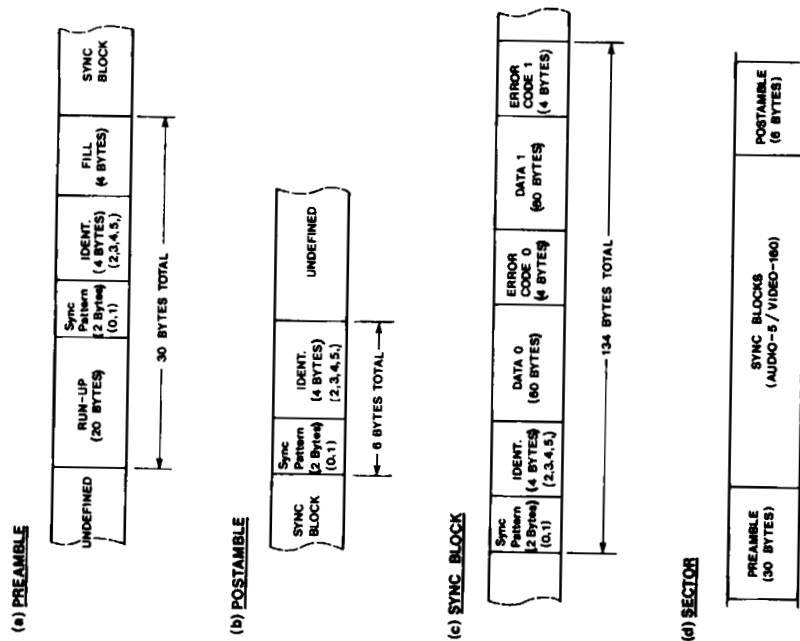 (a) PREAMBLE
UNDEFINED
RUN-UP
(20 BYTES)
Sync
Pattern
(2 Bytes)
(0,1)
IDENT.
(4 BYTES)
(2,3,4,5,)
FILL
(4 BYTES)
SYNC
BLOCK
30 BYTES TOTAL
(b) POSTAMBLE
SYNC
BLOCK
Sync
Pattern
(2 Bytes)
(0,1)
IDENT.
(4 BYTES)
(2,3,4,5,)
UNDEFINED
6 BYTES TOTAL
(c) SYNC BLOCK
Sync
Pattern
(2 Bytes)
(0,1)
IDENT.
(4 BYTES)
(2,3,4,5,)
DATA 0
(60 BYTES)
ERROR
CODE 0
(4 BYTES)
DATA 1
(60 BYTES)
ERROR
CODE 1
(4 BYTES)
134 BYTES TOTAL
(d) SECTOR
PREAMBLE
(30 BYTES)
SYNC BLOCKS
(AUDIO-5 / VIDEO-160)
POSTAMBLE
(6 BYTES)